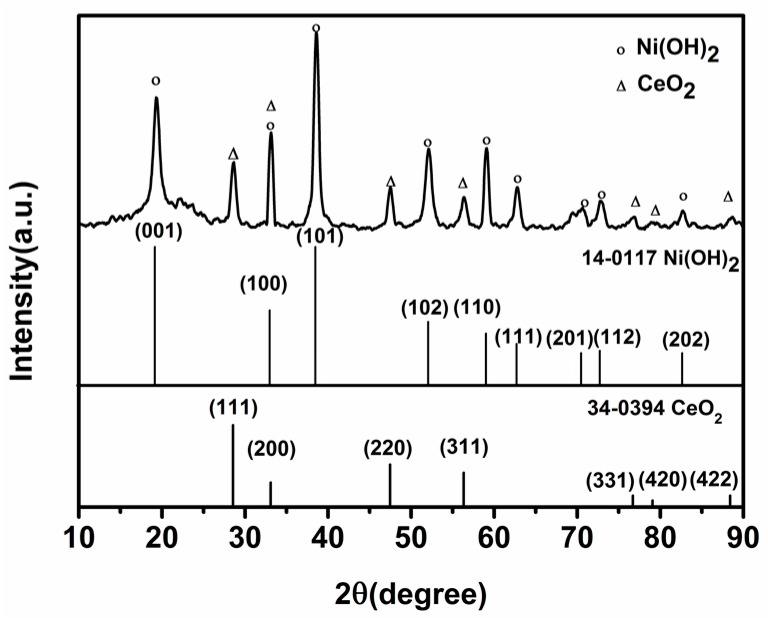 o Ni(OH)2
Δ CeO2
Intensity(a.u.)
(001) (101)
14-0117 Ni(OH)2
(100)
(102) (110)
(111) (201) (112) (202)
(111)
34-0394 CeO2
(200) (220) (311)
(331) (420) (422)
10 20 30 40 50 60 70 80 90
2θ(degree)